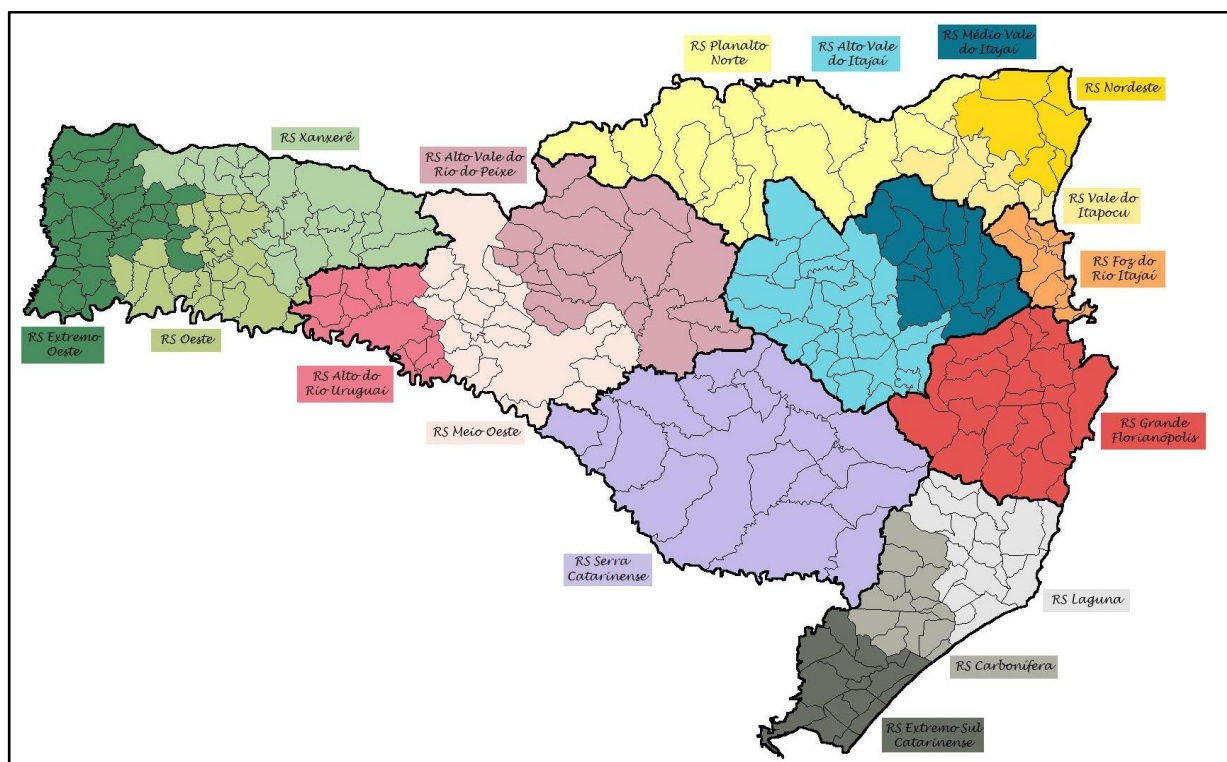 RS Médio Vale
do Itajaí
RS Planalto
Norte
RS Alto Vale
do Itajaí
RS Nordeste
RS Xanxerê
RS Alto Vale do
Rio do Peixe
RS Vale do
Itapocu
RS Foz do
Rio Itajaí
RS Extremo
Oeste
RS Oeste
RS Alto do
Rio Uruguai
RS Meio Oeste
RS Grande
Florianópolis
RS Serra
Catarinense
RS Laguna
RS Carbonífera
RS Extremo Sul
Catarinense